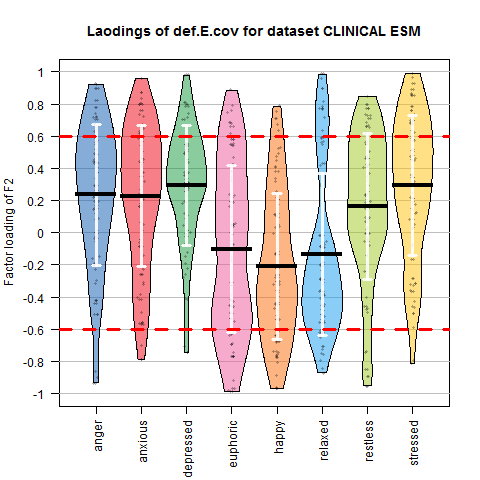 Laodings of def.E.cov for dataset CLINICAL ESM
Factor loading of F2
1
0.8
0.6
0.4
0.2
0
-0.2
-0.4
-0.6
-0.8
-1
anger
anxious
depressed
euphoric
happy
relaxed
restless
stressed